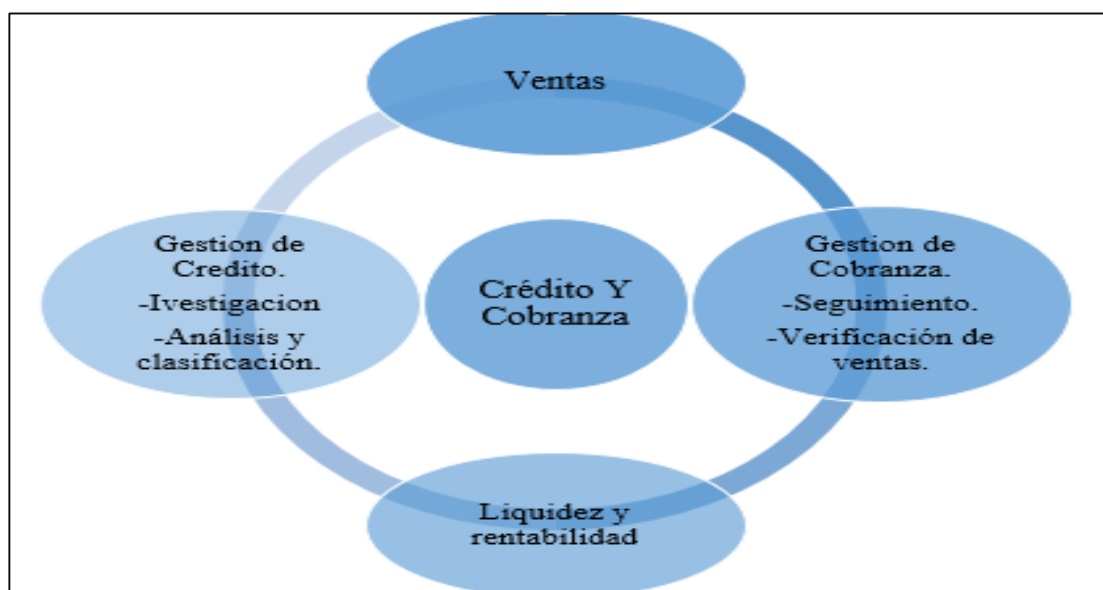 Ventas
Gestion de
Credito.
-Ivestigacion
-Análisis y
clasificación.
Crédito Y
Cobranza
Gestion de
Cobranza.
-Seguimiento.
-Verificación de
ventas.
Liquidez y
rentabilidad